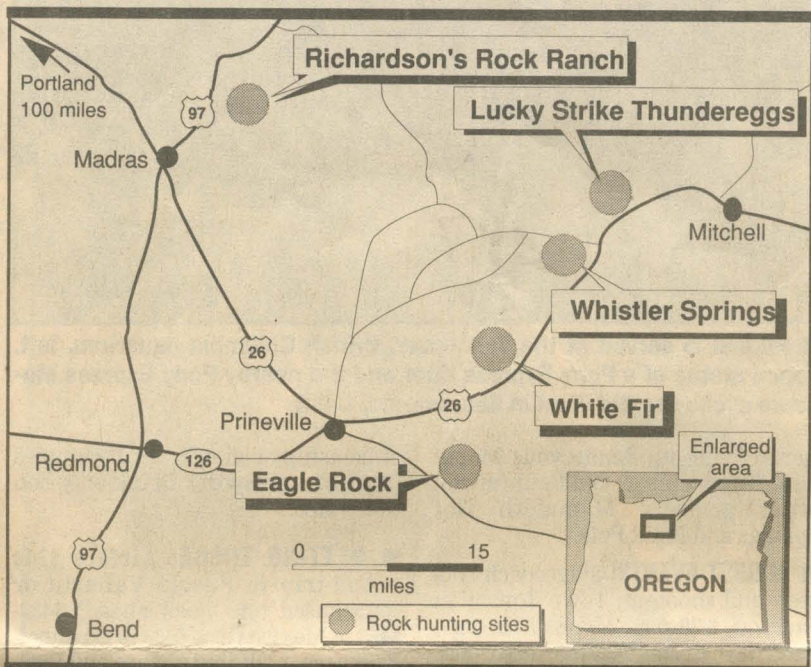 Richardson's Rock Ranch
Portland
100 miles
97
Lucky Strike Thundereggs
Madras
Mitchell
Whistler Springs
26
26
White Fir
Prineville
Redmond
126
Eagle Rock
Enlarged
area
97
0 15
miles
OREGON
Bend
Rock hunting sites